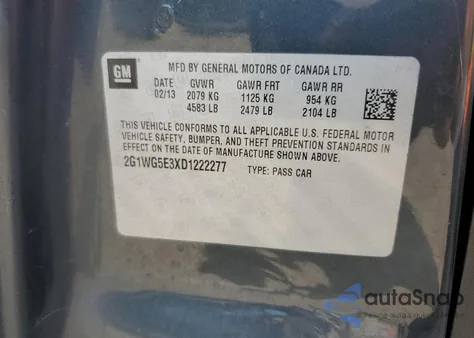 GM
MFD BY GENERAL MOTORS OF CANADA LTD.
DATE GVWR GAWR FRT GAWR RR
02/13 2079 KG 1125 KG 954 KG
4583 LB 2479 LB 2104 LB
THIS VEHICLE CONFORMS TO ALL APPLICABLE U.S. FEDERAL MOTOR
VEHICLE SAFETY, BUMPER, AND THEFT PREVENTION STANDARDS IN
EFFECT ON THE DATE OF MANUFACTURE SHOWN ABOVE.
2G1WG5E3XD1222277 TYPE: PASS CAR
autoSnap